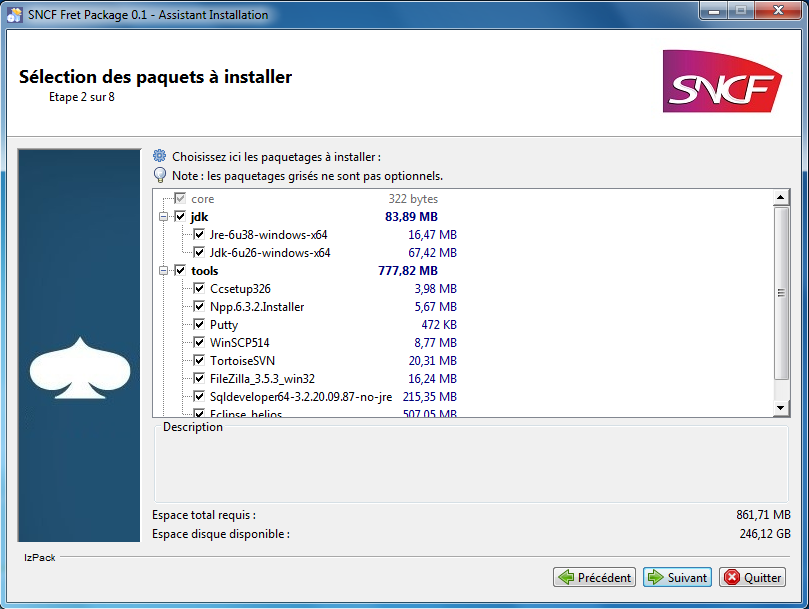 SNCF Fret Package 0.1 - Assistant Installation
Sélection des paquets à installer
Etape 2 sur 8
SNCF
Choisissez ici les paquetages à installer :
Note : les paquetages grisés ne sont pas optionnels.
core 322 bytes
jdk 83,89 MB
Jre-6u38-windows-x64 16,47 MB
Jdk-6u26-windows-x64 67,42 MB
tools 777,82 MB
Ccsetup326 3,98 MB
Npp.6.3.2.Installer 5,67 MB
Putty 472 KB
WinSCP514 8,77 MB
TortoiseSVN 20,31 MB
FileZilla_3.5.3_win32 16,24 MB
Sqldeveloper64-3.2.20.09.87-no-jre 215,35 MB
Eclipse_helios 507,05 MB
Description
Espace total requis : 861,71 MB
Espace disque disponible : 246,12 GB
IzPack
Précédent Suivant Quitter